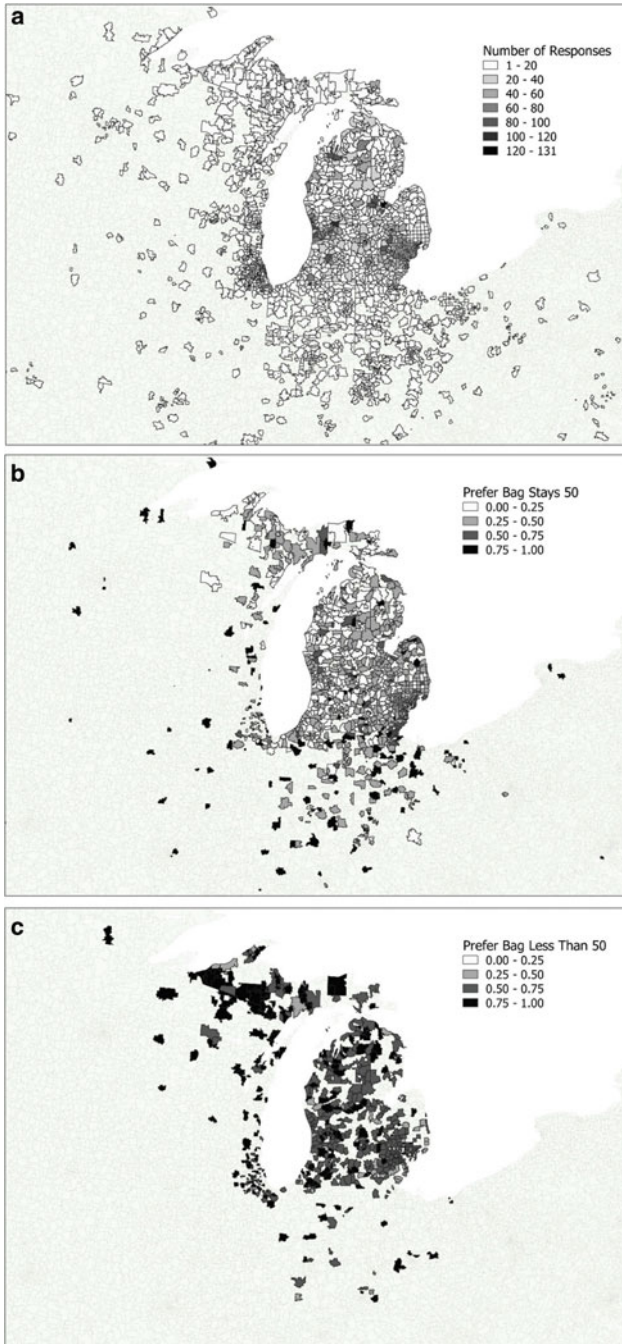 a
Number of Responses
1 - 20
20 - 40
40 - 60
60 - 80
80 - 100
100 - 120
120 - 131
b
Prefer Bag Stays 50
0.00 - 0.25
0.25 - 0.50
0.50 - 0.75
0.75 - 1.00
c
Prefer Bag Less Than 50
0.00 - 0.25
0.25 - 0.50
0.50 - 0.75
0.75 - 1.00